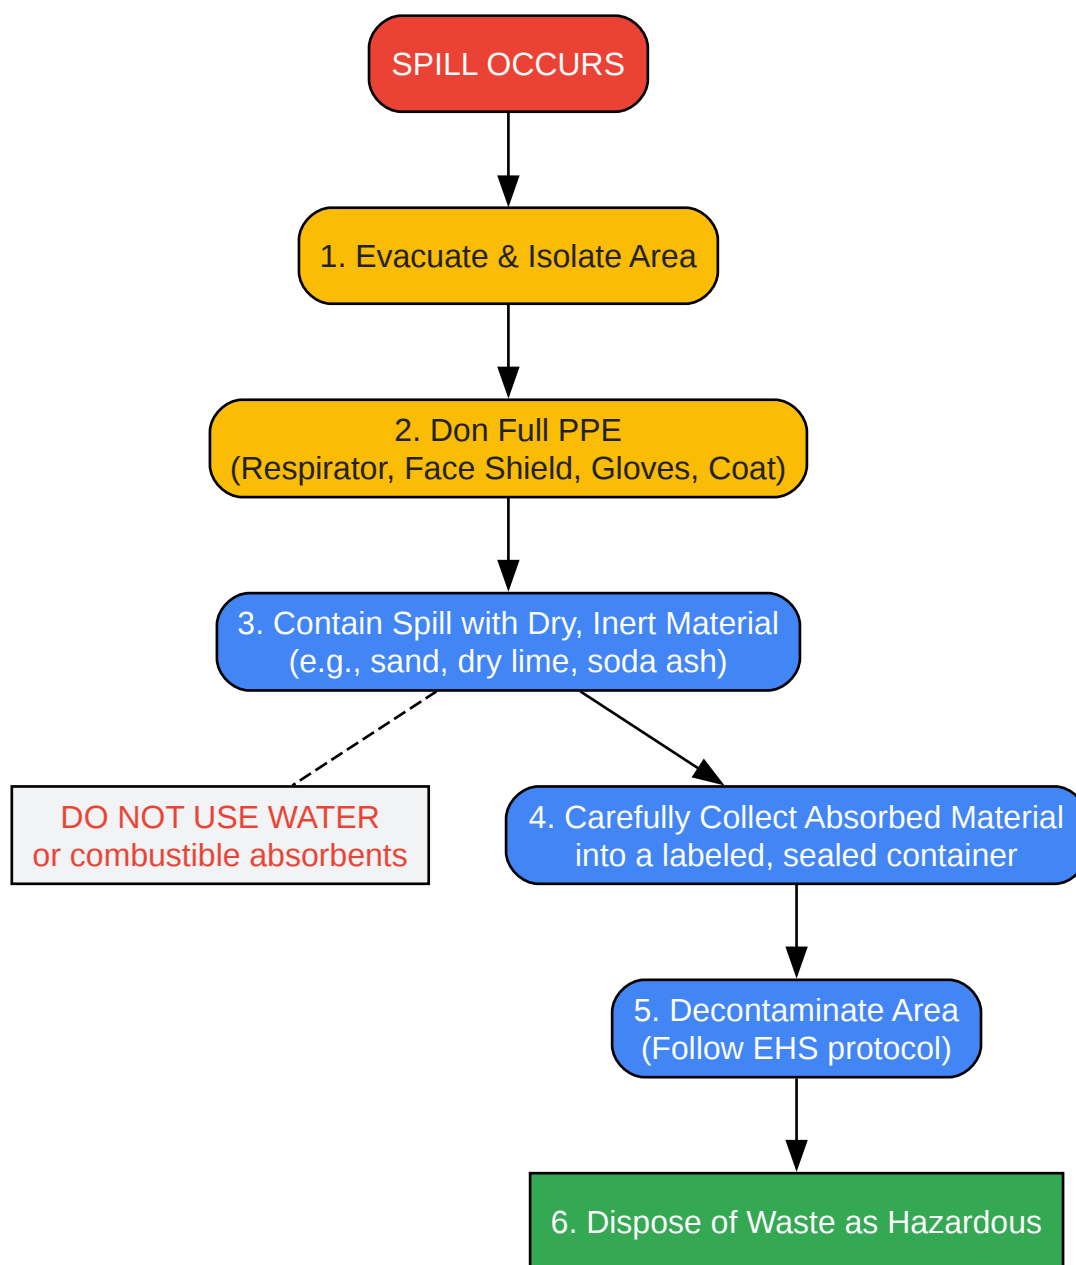 SPILL OCCURS
1. Evacuate & Isolate Area
2. Don Full PPE
(Respirator, Face Shield, Gloves, Coat)
3. Contain Spill with Dry, Inert Material
(e.g., sand, dry lime, soda ash)
DO NOT USE WATER
or combustible absorbents
4. Carefully Collect Absorbed Material
into a labeled, sealed container
5. Decontaminate Area
(Follow EHS protocol)
6. Dispose of Waste as Hazardous